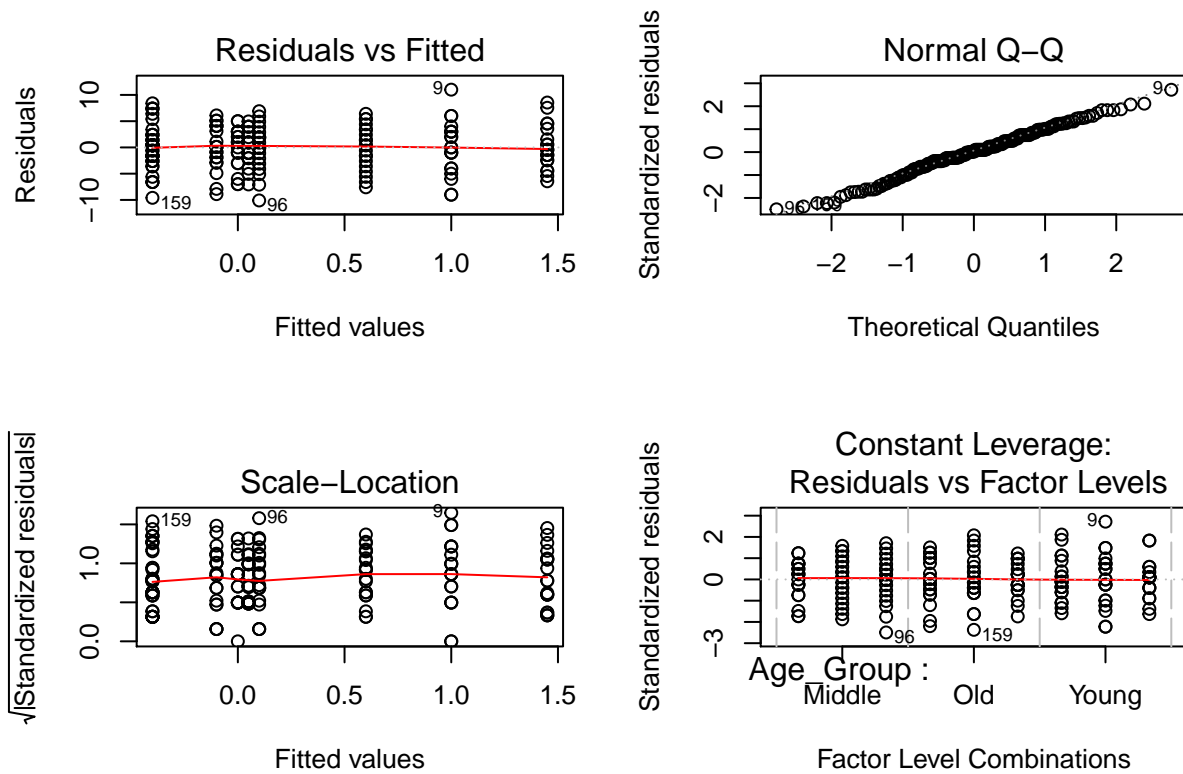 Residuals vs Fitted
Residuals
10
0
−10
9
159
96
0.0 0.5 1.0 1.5
Fitted values
Normal Q−Q
Standardized residuals
2
0
−2
9
96
−2 −1 0 1 2
Theoretical Quantiles
Scale−Location
√|Standardized residuals|
1.0
0.0
159
96
9
0.0 0.5 1.0 1.5
Fitted values
Constant Leverage:
Residuals vs Factor Levels
Standardized residuals
2
0
−3
9
96
159
Age_Group :
Middle Old Young
Factor Level Combinations